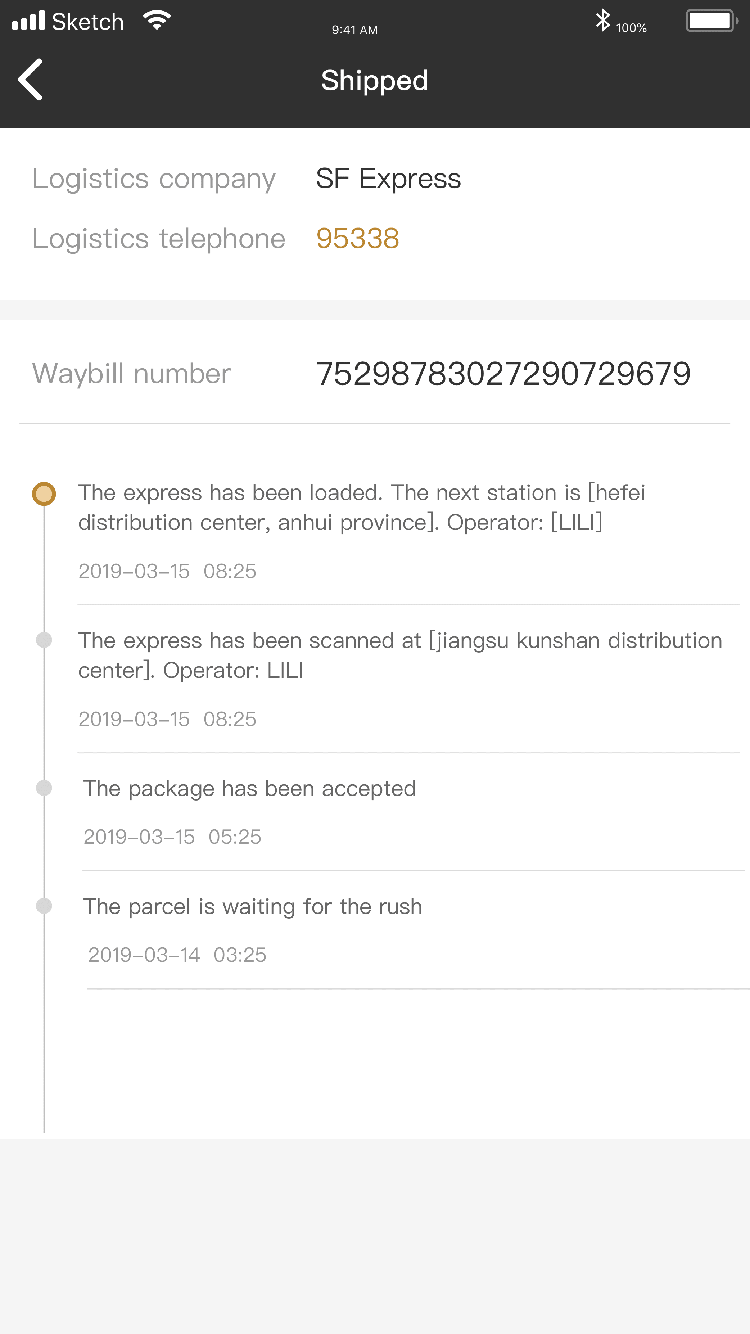 Sketch 9:41 AM 100%
Shipped
Logistics company SF Express
Logistics telephone 95338
Waybill number 75298783027290729679
The express has been loaded. The next station is [hefei
distribution center, anhui province]. Operator: [LILI]
2019-03-15 08:25
The express has been scanned at [jiangsu kunshan distribution
center]. Operator: LILI
2019-03-15 08:25
The package has been accepted
2019-03-15 05:25
The parcel is waiting for the rush
2019-03-14 03:25